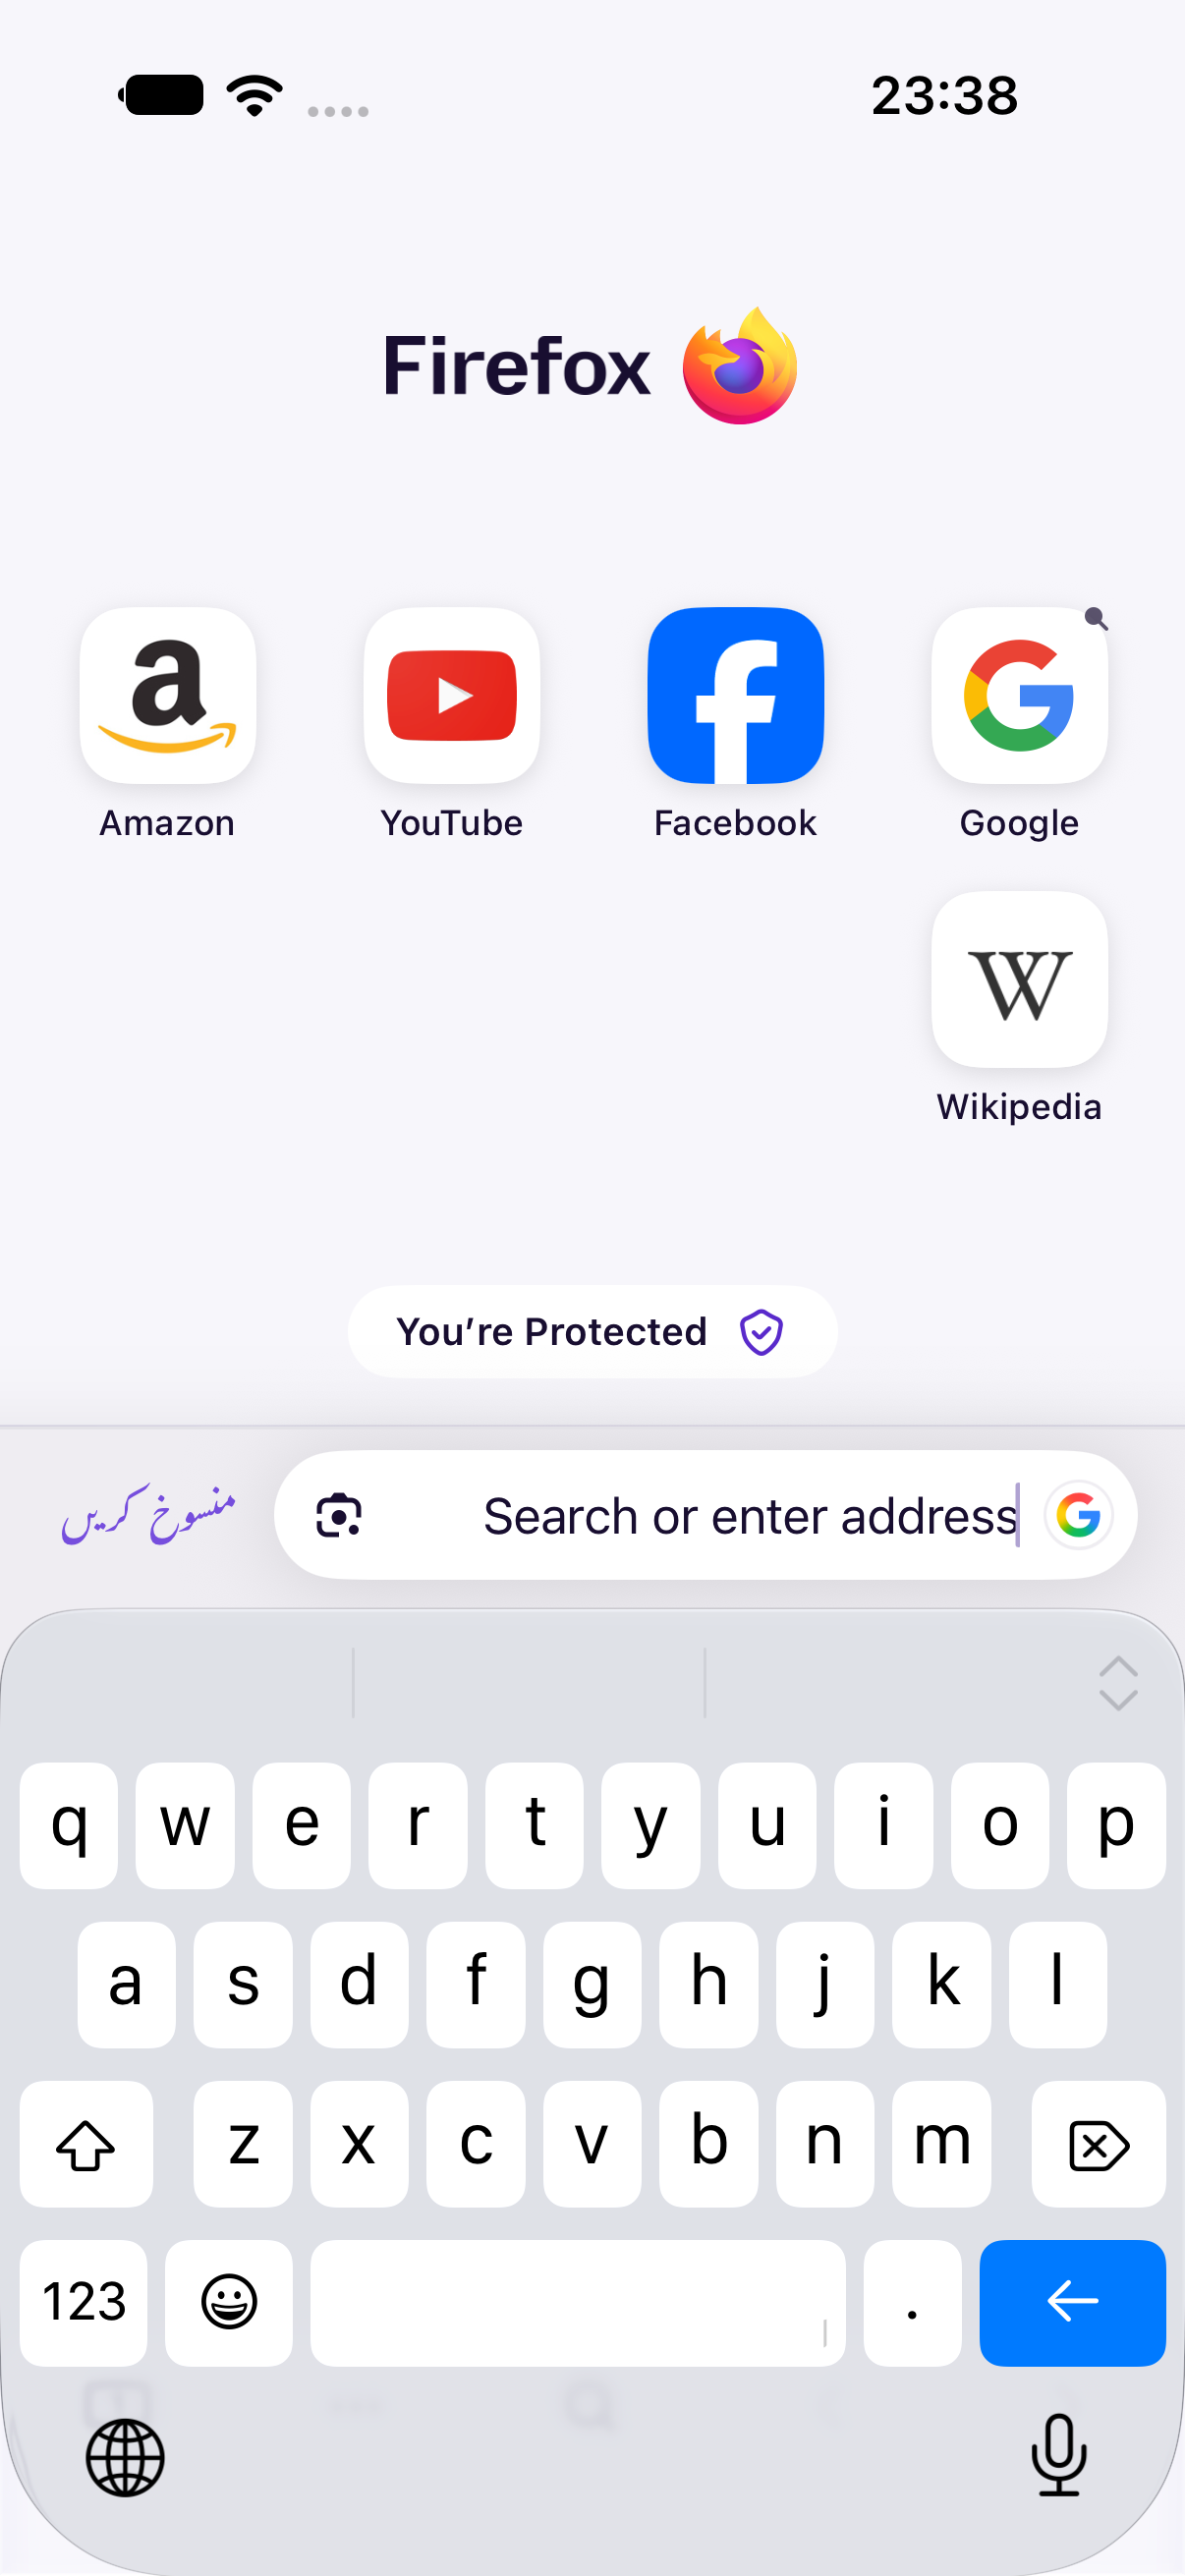 23:38
Firefox
Google
Facebook
YouTube
Amazon
Wikipedia
You’re Protected
Search or enter address
منسوخ کریں
q w e r t y u i o p
a s d f g h j k l
z x c v b n m
123 .